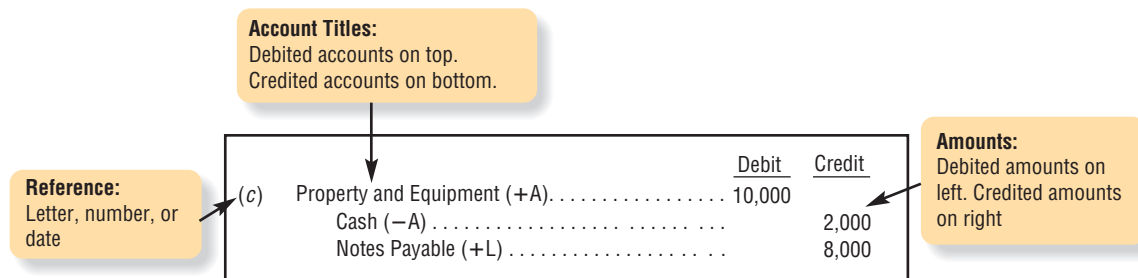 Account Titles:
Debited accounts on top.
Credited accounts on bottom.
Reference:
Letter, number, or
date
Debit Credit
(c) Property and Equipment (+A). . . . . . . . . . . . . . . . . 10,000
Cash (−A) . . . . . . . . . . . . . . . . . . . . . . . . . . . 2,000
Notes Payable (+L) . . . . . . . . . . . . . . . . . . . . 8,000
Amounts:
Debited amounts on
left. Credited amounts
on right